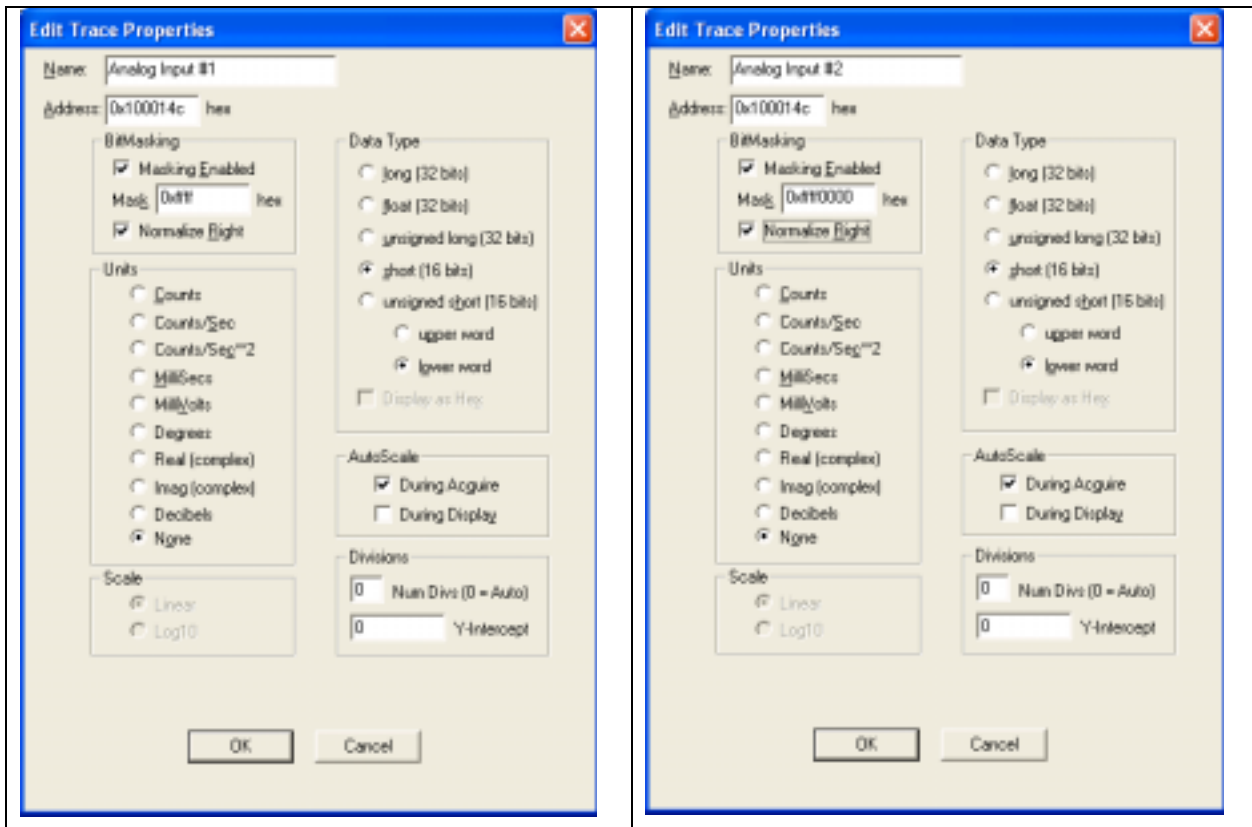 Edit Trace Properties
Name: Analog Input #1
Address: 0x100014c hex
BitMasking
Masking Enabled
Mask 0xffff hex
Normalize Right
Units
Counts
Counts/Sec
Counts/Sec**2
MilliSecs
MilliVolts
Degrees
Real (complex)
Imag (complex)
Decibels
None
Scale
Linear
Log10
Data Type
long (32 bits)
float (32 bits)
unsigned long (32 bits)
short (16 bits)
unsigned short (16 bits)
upper word
lower word
Display as Hex
AutoScale
During Acquire
During Display
Divisions
0 Num Divs (0 = Auto)
0 Y-Intercept
OK Cancel
Edit Trace Properties
Name: Analog Input #2
Address: 0x100014c hex
BitMasking
Masking Enabled
Mask 0xffff0000 hex
Normalize Right
Units
Counts
Counts/Sec
Counts/Sec**2
MilliSecs
MilliVolts
Degrees
Real (complex)
Imag (complex)
Decibels
None
Scale
Linear
Log10
Data Type
long (32 bits)
float (32 bits)
unsigned long (32 bits)
short (16 bits)
unsigned short (16 bits)
upper word
lower word
Display as Hex
AutoScale
During Acquire
During Display
Divisions
0 Num Divs (0 = Auto)
0 Y-Intercept
OK Cancel